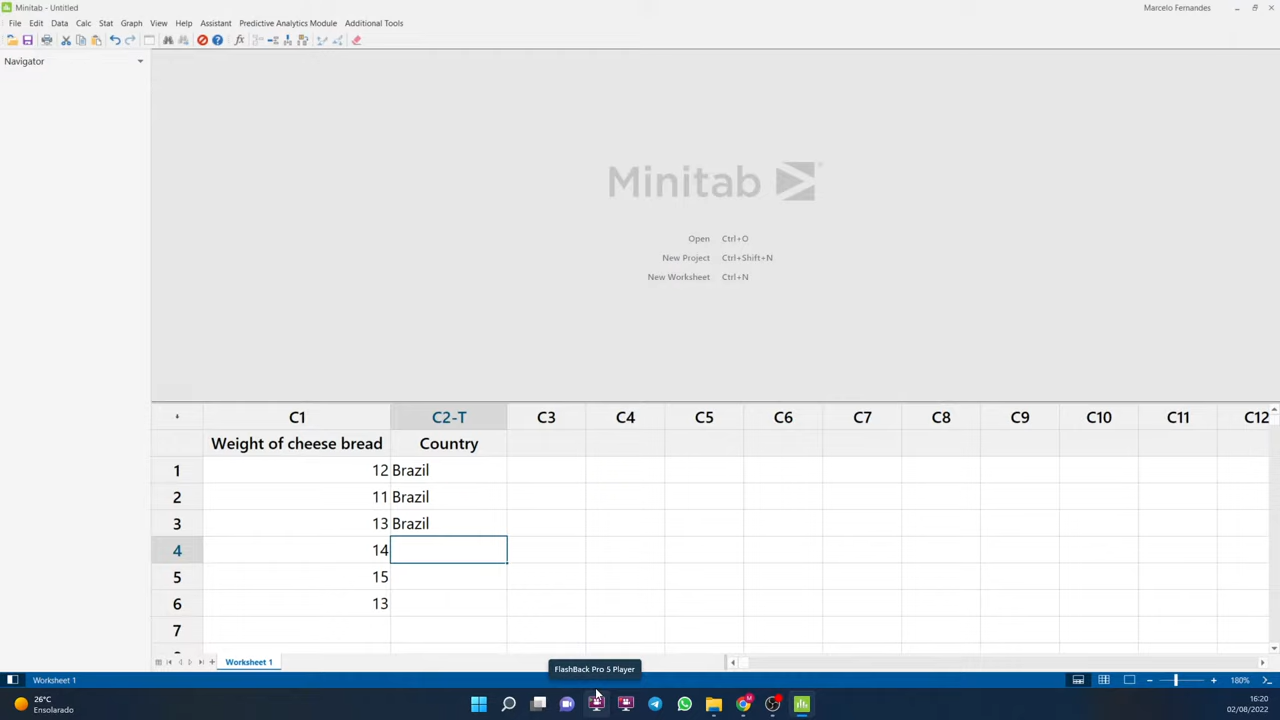 Minitab - Untitled
Marcelo Fernandes
File Edit Data Calc Stat Graph View Help Assistant Predictive Analytics Module Additional Tools
Navigator
Minitab
Open Ctrl+O
New Project Ctrl+Shift+N
New Worksheet Ctrl+N
C1 C2-T C3 C4 C5 C6 C7 C8 C9 C10 C11 C12
Weight of cheese bread Country
1 12 Brazil
2 11 Brazil
3 13 Brazil
4 14
5 15
6 13
7
Worksheet 1
FlashBack Pro 5 Player
Worksheet 1
180%
26°C
Ensolarado
16:20
02/08/2022